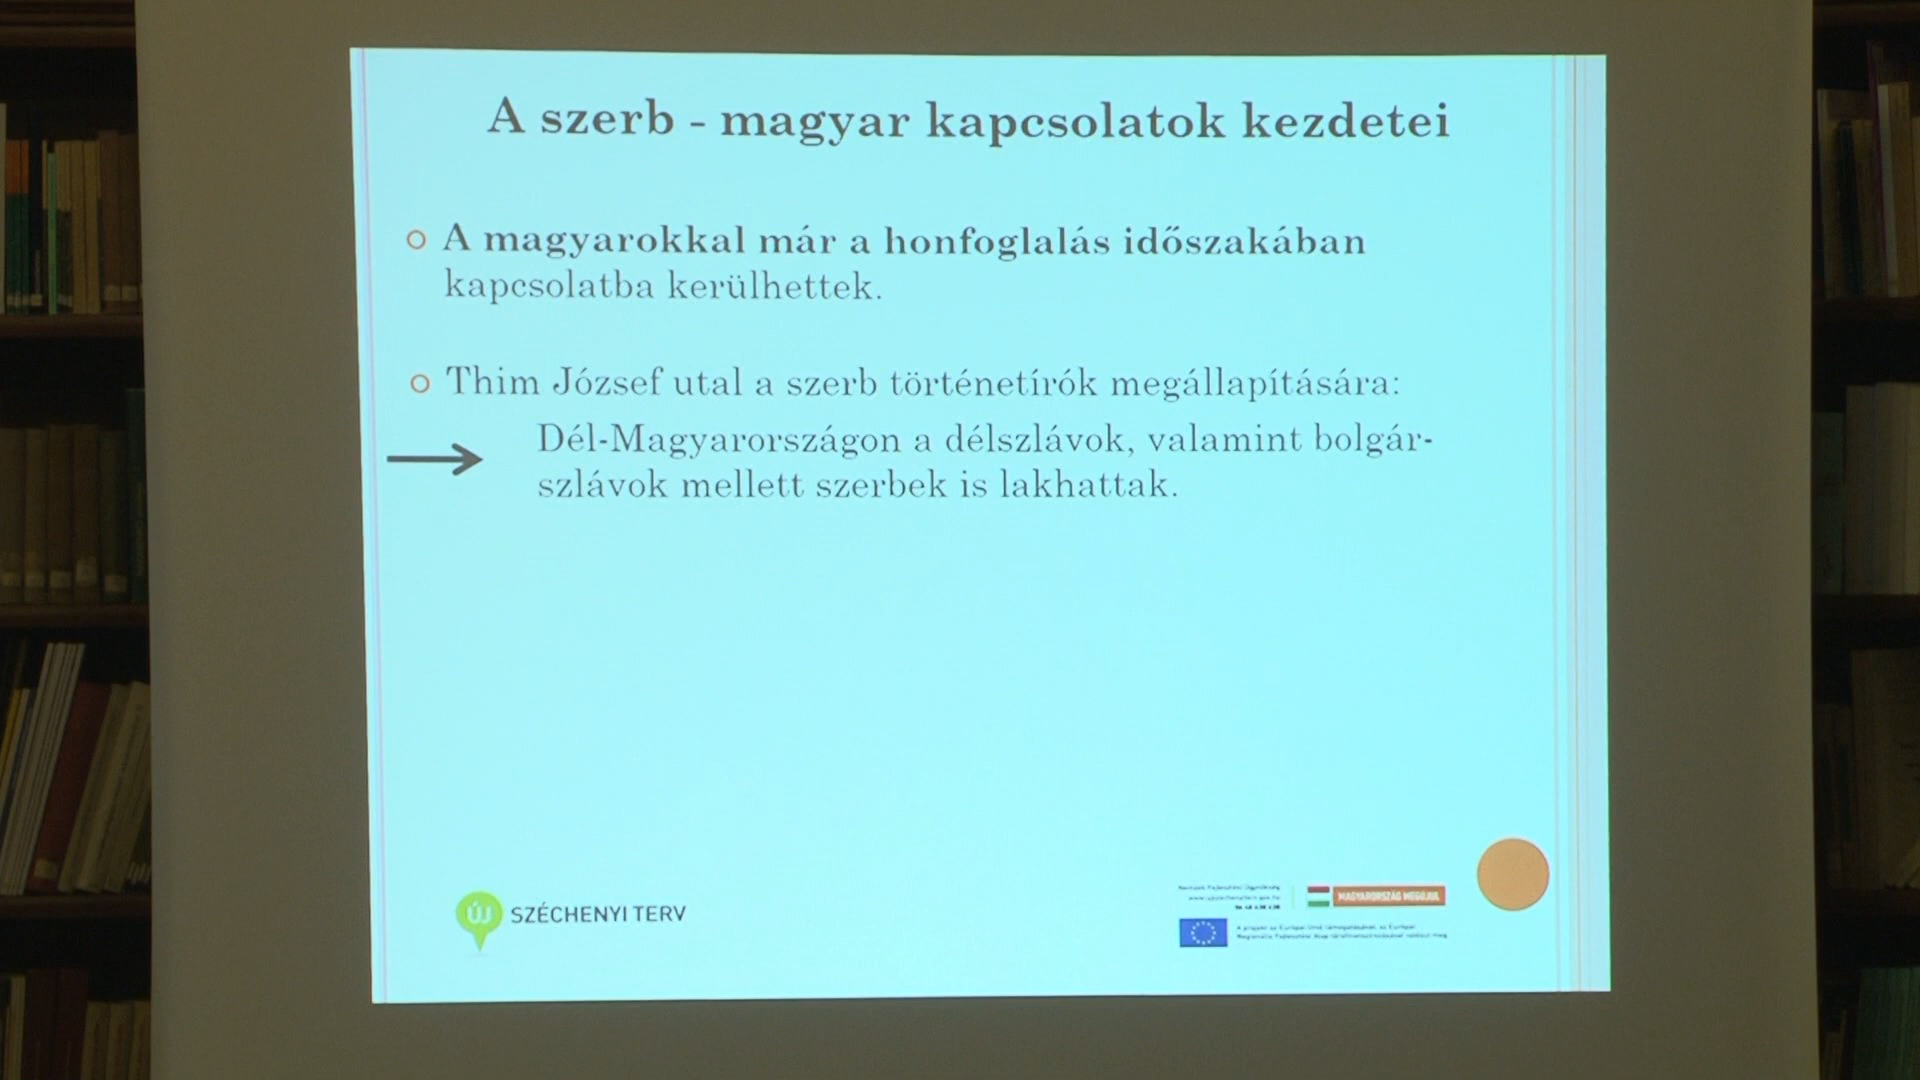 A szerb - magyar kapcsolatok kezdetei
A magyarokkal már a honfoglalás időszakában
kapcsolatba kerülhettek.
Thim József utal a szerb történetírók megállapítására:
Dél-Magyarországon a délszlávok, valamint bolgár-
szlávok mellett szerbek is lakhattak.
ÚJ SZÉCHENYI TERV
MAGYARORSZÁG MEGÚJUL